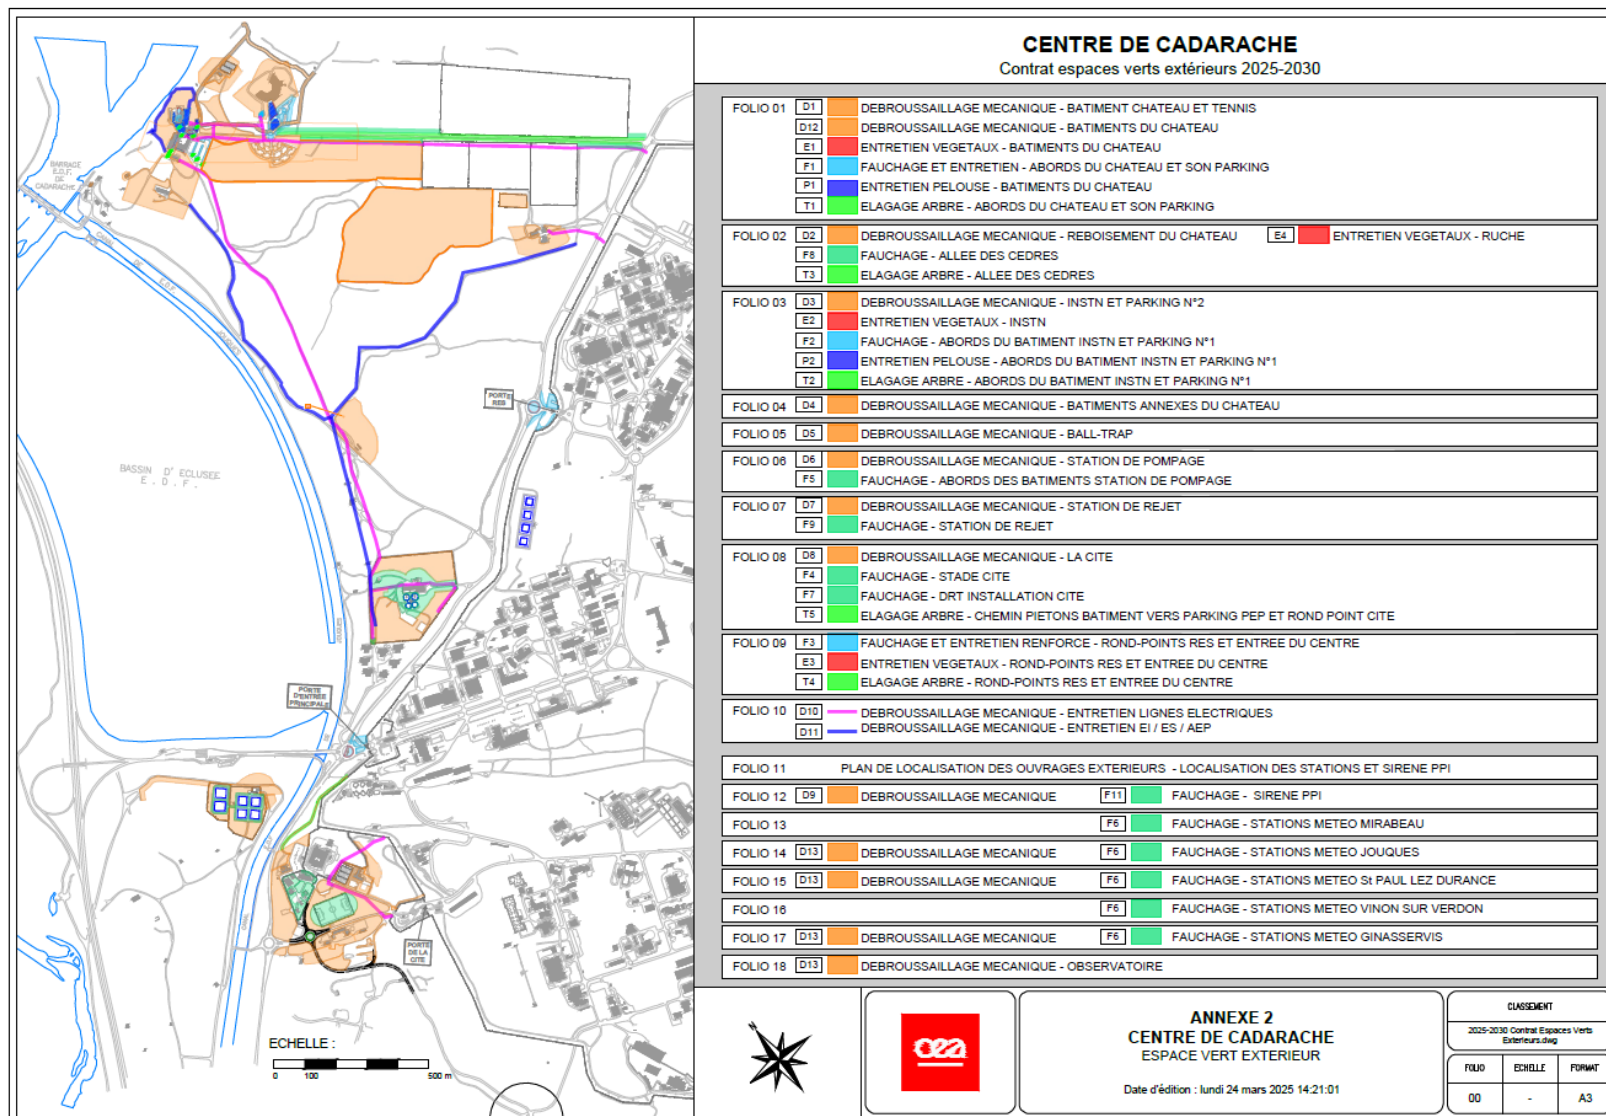 CENTRE DE CADARACHE
Contrat espaces verts extérieurs 2025-2030
FOLIO 01 D1 DEBROUSSAILLAGE MECANIQUE - BATIMENT CHATEAU ET TENNIS
D12 DEBROUSSAILLAGE MECANIQUE - BATIMENTS DU CHATEAU
E1 ENTRETIEN VEGETAUX - BATIMENTS DU CHATEAU
F1 FAUCHAGE ET ENTRETIEN - ABORDS DU CHATEAU ET SON PARKING
P1 ENTRETIEN PELOUSE - BATIMENTS DU CHATEAU
T1 ELAGAGE ARBRE - ABORDS DU CHATEAU ET SON PARKING
FOLIO 02 D2 DEBROUSSAILLAGE MECANIQUE - REBOISEMENT DU CHATEAU E4 ENTRETIEN VEGETAUX - RUCHE
F8 FAUCHAGE - ALLEE DES CEDRES
T3 ELAGAGE ARBRE - ALLEE DES CEDRES
FOLIO 03 D3 DEBROUSSAILLAGE MECANIQUE - INSTN ET PARKING N°2
E2 ENTRETIEN VEGETAUX - INSTN
F2 FAUCHAGE - ABORDS DU BATIMENT INSTN ET PARKING N°1
P2 ENTRETIEN PELOUSE - ABORDS DU BATIMENT INSTN ET PARKING N°1
T2 ELAGAGE ARBRE - ABORDS DU BATIMENT INSTN ET PARKING N°1
FOLIO 04 D4 DEBROUSSAILLAGE MECANIQUE - BATIMENTS ANNEXES DU CHATEAU
FOLIO 05 D5 DEBROUSSAILLAGE MECANIQUE - BALL-TRAP
FOLIO 06 D6 DEBROUSSAILLAGE MECANIQUE - STATION DE POMPAGE
F5 FAUCHAGE - ABORDS DES BATIMENTS STATION DE POMPAGE
FOLIO 07 D7 DEBROUSSAILLAGE MECANIQUE - STATION DE REJET
F9 FAUCHAGE - STATION DE REJET
FOLIO 08 D8 DEBROUSSAILLAGE MECANIQUE - LA CITE
F4 FAUCHAGE - STADE CITE
F7 FAUCHAGE - DRT INSTALLATION CITE
T5 ELAGAGE ARBRE - CHEMIN PIETONS BATIMENT VERS PARKING PEP ET ROND POINT CITE
FOLIO 09 F3 FAUCHAGE ET ENTRETIEN RENFORCE - ROND-POINTS RES ET ENTREE DU CENTRE
E3 ENTRETIEN VEGETAUX - ROND-POINTS RES ET ENTREE DU CENTRE
T4 ELAGAGE ARBRE - ROND-POINTS RES ET ENTREE DU CENTRE
FOLIO 10 D10 DEBROUSSAILLAGE MECANIQUE - ENTRETIEN LIGNES ELECTRIQUES
D11 DEBROUSSAILLAGE MECANIQUE - ENTRETIEN EI / ES / AEP
FOLIO 11 PLAN DE LOCALISATION DES OUVRAGES EXTERIEURS - LOCALISATION DES STATIONS ET SIRENE PPI
FOLIO 12 D9 DEBROUSSAILLAGE MECANIQUE F11 FAUCHAGE - SIRENE PPI
FOLIO 13 F6 FAUCHAGE - STATIONS METEO MIRABEAU
FOLIO 14 D13 DEBROUSSAILLAGE MECANIQUE F6 FAUCHAGE - STATIONS METEO JOUQUES
FOLIO 15 D13 DEBROUSSAILLAGE MECANIQUE F6 FAUCHAGE - STATIONS METEO St PAUL LEZ DURANCE
FOLIO 16 F6 FAUCHAGE - STATIONS METEO VINON SUR VERDON
FOLIO 17 D13 DEBROUSSAILLAGE MECANIQUE F6 FAUCHAGE - STATIONS METEO GINASSERVIS
FOLIO 18 D13 DEBROUSSAILLAGE MECANIQUE - OBSERVATOIRE
BARRAGE
E.D.F.
DE
CADARACHE
CANAL
DE
E.D.F
JOUQUES
PORTE
RES
BASSIN D' ECLUSEE
E . D . F .
PORTE
D'ENTREE
PRINCIPALE
PORTE
DE LA
CITE
CANAL
ECHELLE :
0 100 500 m
N
cea
ANNEXE 2
CENTRE DE CADARACHE
ESPACE VERT EXTERIEUR
Date d'édition : lundi 24 mars 2025 14:21:01
CLASSEMENT
2025-2030 Contrat Espaces Verts
Exterieurs.dwg
FOLIO ECHELLE FORMAT
00 - A3